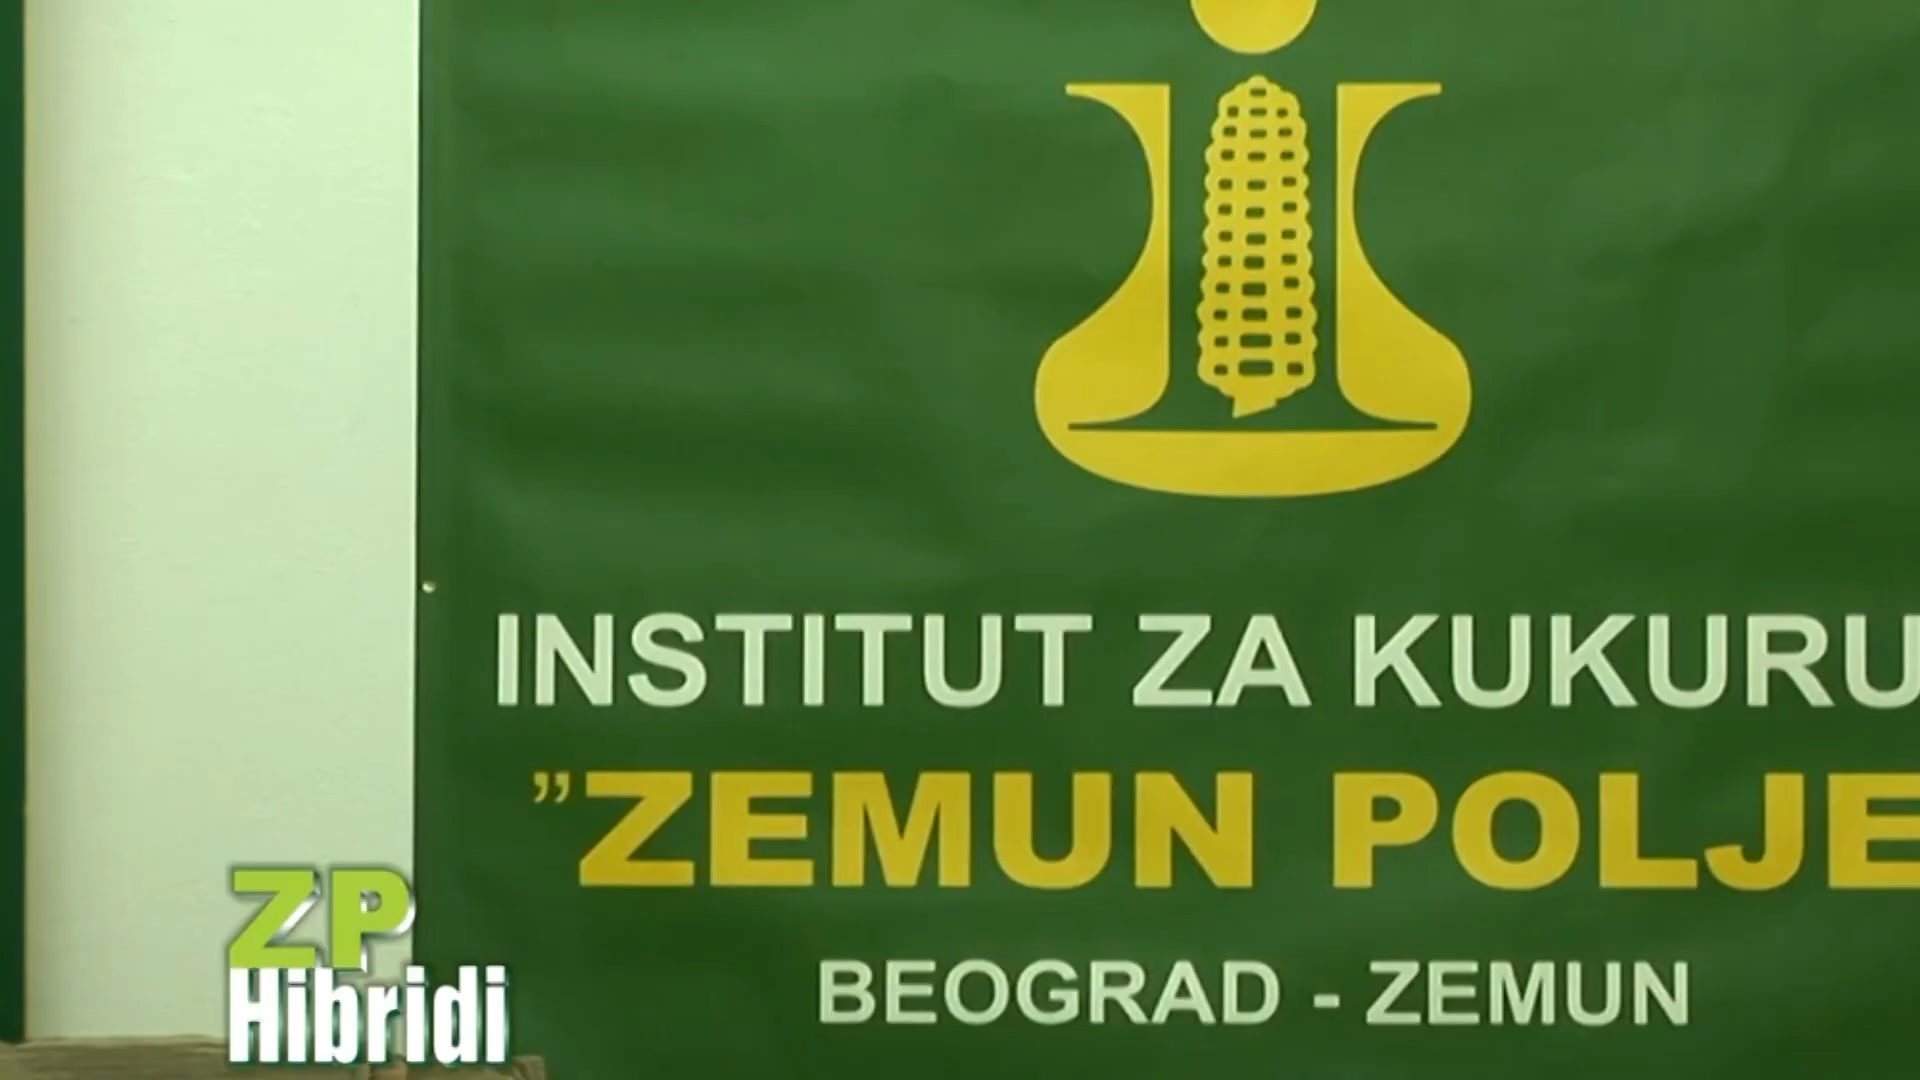 INSTITUT ZA KUKURU
”ZEMUN POLJE
BEOGRAD - ZEMUN
ZP
Hibridi